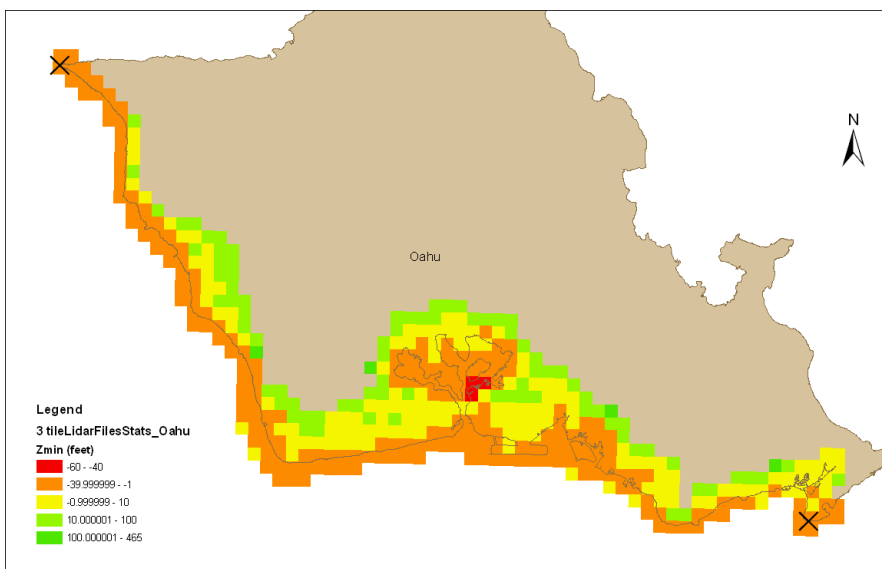 N
Oahu
Legend
3 tileLidarFilesStats_Oahu
Zmin (feet)
-60 - -40
-39.999999 - -1
-0.999999 - 10
10.000001 - 100
100.000001 - 465